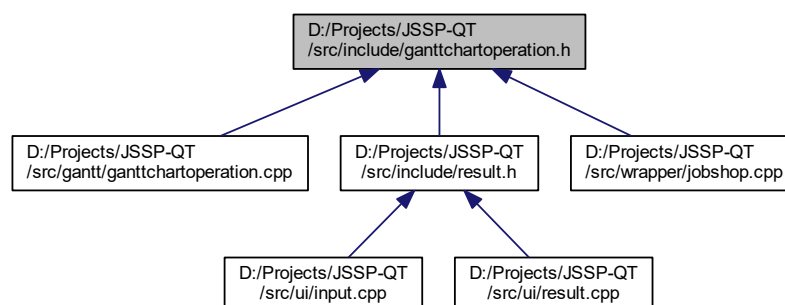 D:/Projects/JSSP-QT
/src/include/ganttchartoperation.h
D:/Projects/JSSP-QT
/src/gantt/ganttchartoperation.cpp
D:/Projects/JSSP-QT
/src/include/result.h
D:/Projects/JSSP-QT
/src/wrapper/jobshop.cpp
D:/Projects/JSSP-QT
/src/ui/input.cpp
D:/Projects/JSSP-QT
/src/ui/result.cpp